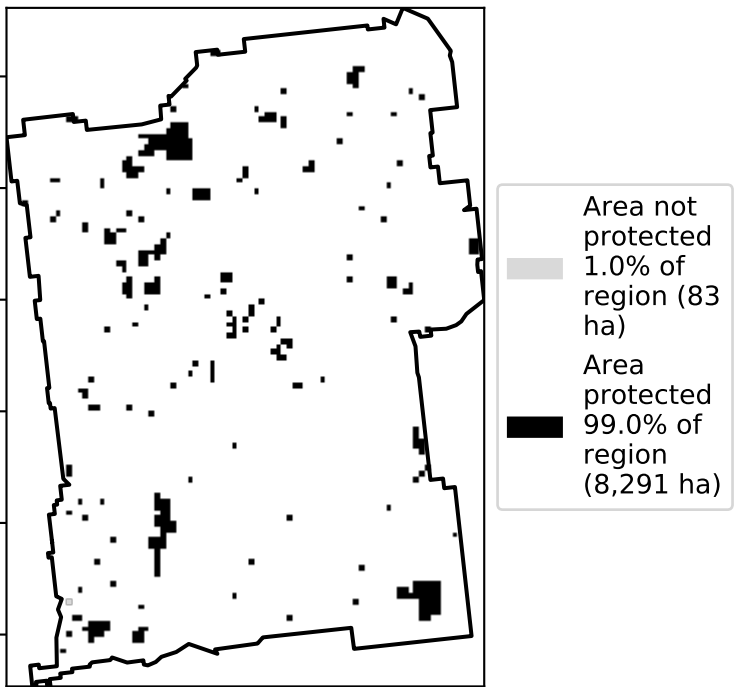 Area not
protected
1.0% of
region (83
ha)
Area
protected
99.0% of
region
(8,291 ha)